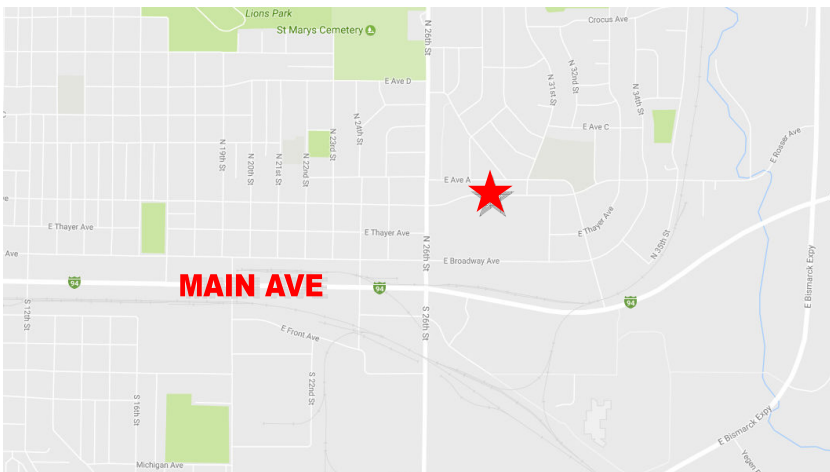 Lions Park
St Marys Cemetery
N 26th St
Crocus Ave
E Ave D
N 31st St
N 32nd St
N 34th St
N 24th St
N 23rd St
E Ave C
N 19th St
N 20th St
N 21st St
N 22nd St
E Rosser Ave
E Ave A
E Thayer Ave
E Thayer Ave
E Thayer Ave
N 26th St
N 35th St
Ave
E Broadway Ave
94
MAIN AVE
94
94
E Bismarck Expy
S 12th St
S 26th St
E Front Ave
S 22nd St
S 16th St
E Bismarck Expy
Michigan Ave